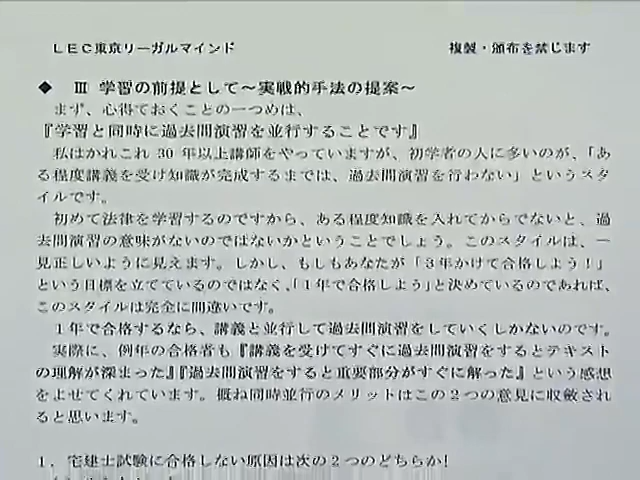 LEC東京リーガルマインド 複製・頒布を禁じます
◆ Ⅲ 学習の前提として～実戦的手法の提案～
まず、心得ておくことの一つめは、
『学習と同時に過去問演習を並行することです』
私はかれこれ 30 年以上講師をやっていますが、初学者の人に多いのが、「あ
る程度講義を受け知識が完成するまでは、過去問演習を行わない」というスタ
イルです。
初めて法律を学習するのですから、ある程度知識を入れてからでないと、過
去問演習の意味がないのではないかということでしょう。このスタイルは、一
見正しいように見えます。しかし、もしもあなたが「３年かけて合格しよう！」
という目標を立てているのではなく、「１年で合格しよう」と決めているのであれば、
このスタイルは完全に間違いです。
１年で合格するなら、講義と並行して過去問演習をしていくしかないのです。
実際に、例年の合格者も『講義を受けてすぐに過去問演習をするとテキスト
の理解が深まった』『過去問演習をすると重要部分がすぐに解った』という感想
をよせてくれています。概ね同時並行のメリットはこの２つの意見に収斂され
ると思います。
１．宅建士試験に合格しない原因は次の２つのどちらか！